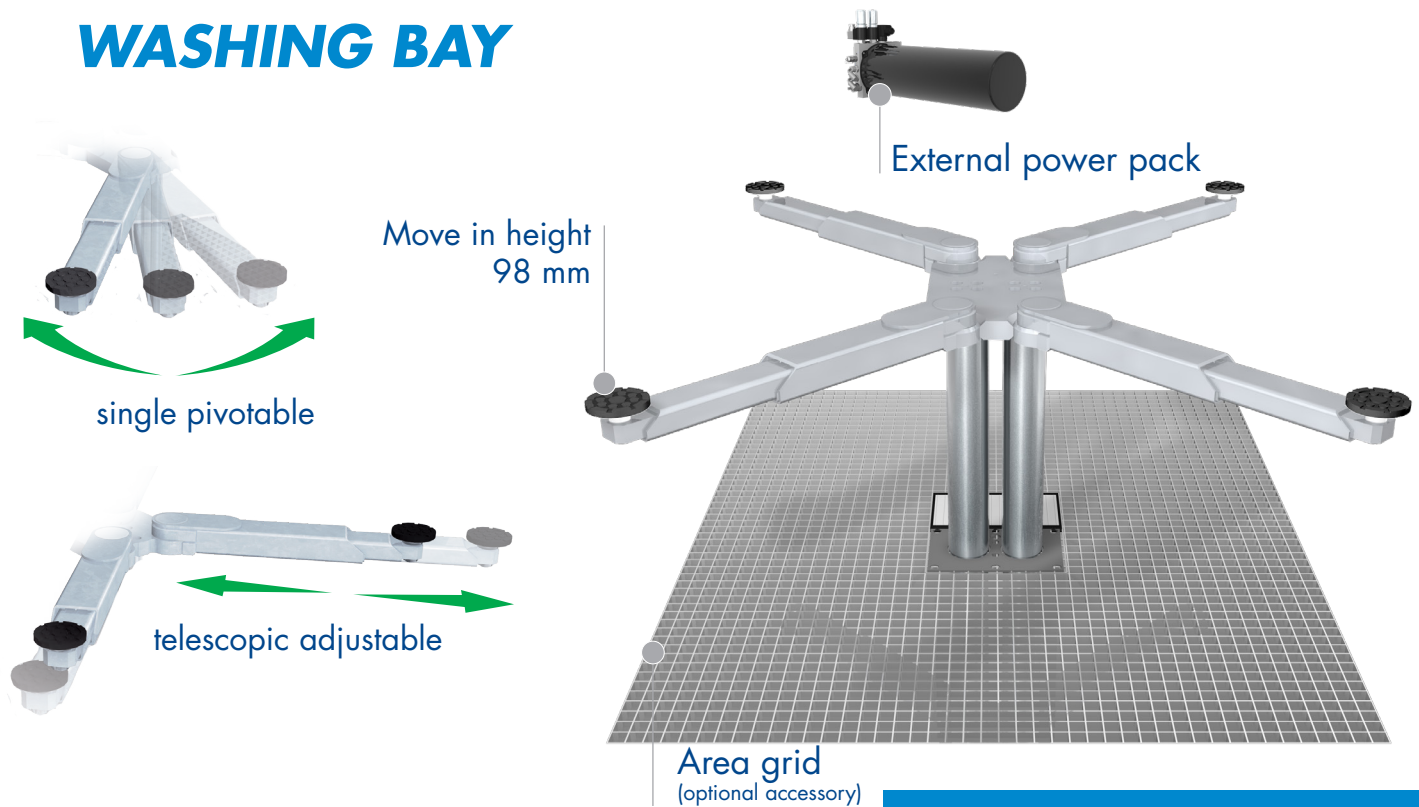 WASHING BAY
External power pack
Move in height
98 mm
single pivotable
telescopic adjustable
Area grid
(optional accessory)